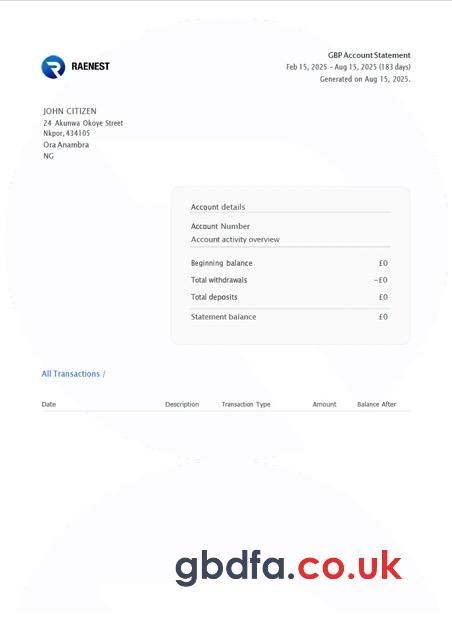 GBP Account Statement
RAENEST
Feb 15, 2025 – Aug 15, 2025 (183 days)
Generated on Aug 15, 2025.
JOHN CITIZEN
24 Akunwa Okoye Street
Nkpor,434105
Ora Anambra
NG
Account details
Account Number
Account activity overview
Beginning balance £0
Total withdrawals –£0
Total deposits £0
Statement balance £0
All Transactions /
Date Description Transaction Type Amount Balance After
gbdfa.co.uk